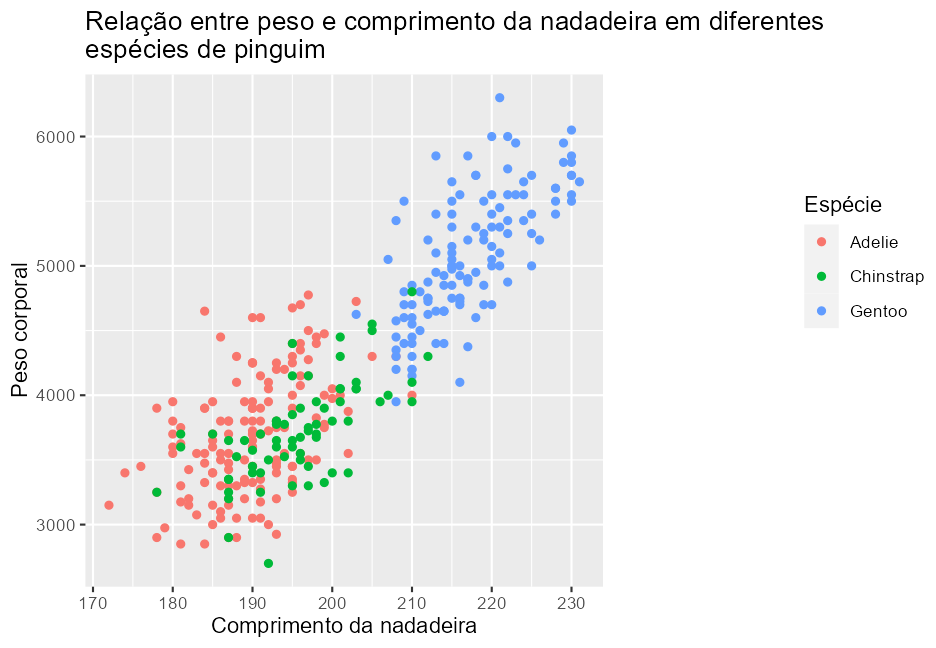 Relação entre peso e comprimento da nadadeira em diferentes
espécies de pinguim
6000
5000
4000
3000
Peso corporal
170 180 190 200 210 220 230
Comprimento da nadadeira
Espécie
Adelie
Chinstrap
Gentoo